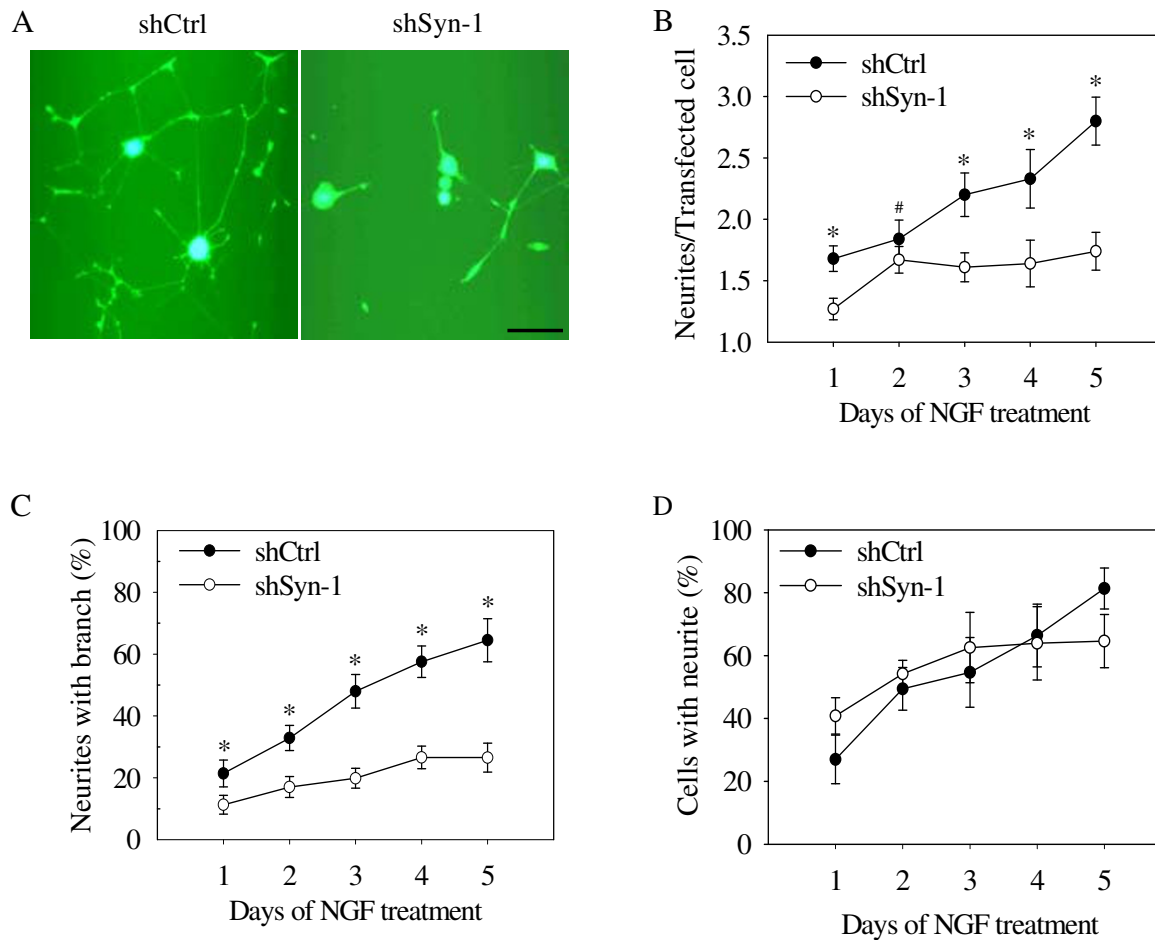 A
shCtrl
shSyn-1
B
shCtrl
shSyn-1
3.5
3.0
2.5
2.0
1.5
1.0
Neurites/Transfected cell
*
#
*
*
*
1 2 3 4 5
Days of NGF treatment
C
shCtrl
shSyn-1
100
80
60
40
20
0
Neurites with branch (%)
*
*
*
*
*
1 2 3 4 5
Days of NGF treatment
D
shCtrl
shSyn-1
100
80
60
40
20
0
Cells with neurite (%)
1 2 3 4 5
Days of NGF treatment